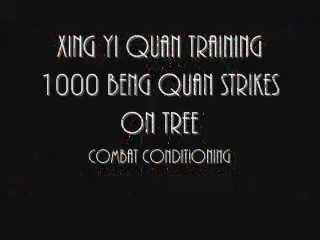 XING YI QUAN TRAINING
1000 BENG QUAN STRIKES
ON TREE
COMBAT CONDITIONING